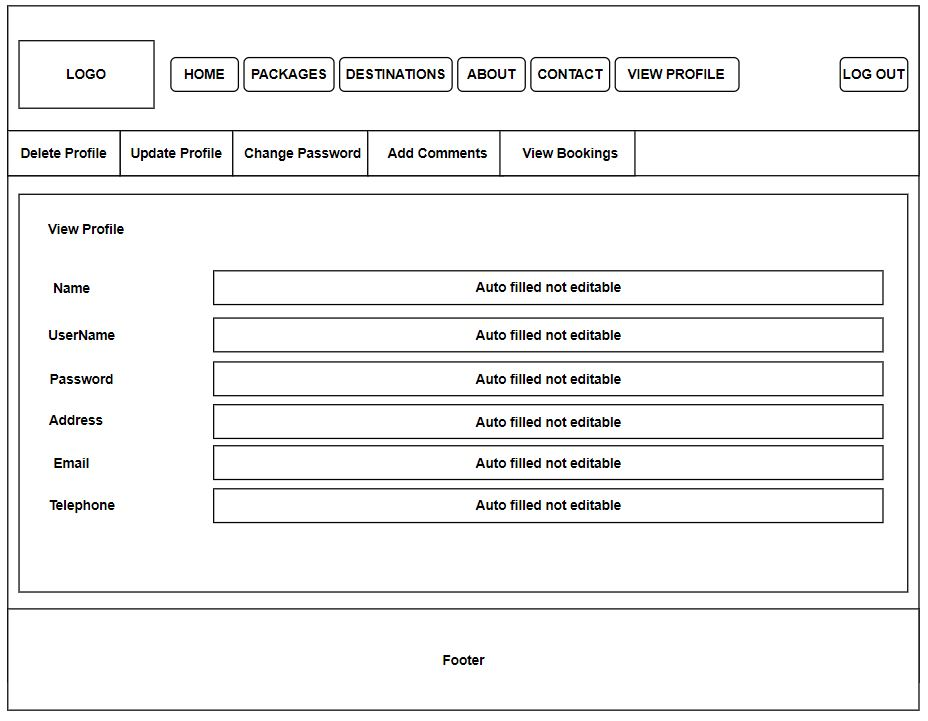 LOGO
HOME
PACKAGES
DESTINATIONS
ABOUT
CONTACT
VIEW PROFILE
LOG OUT
Delete Profile
Update Profile
Change Password
Add Comments
View Bookings
View Profile
Name
Auto filled not editable
UserName
Auto filled not editable
Password
Auto filled not editable
Address
Auto filled not editable
Email
Auto filled not editable
Telephone
Auto filled not editable
Footer